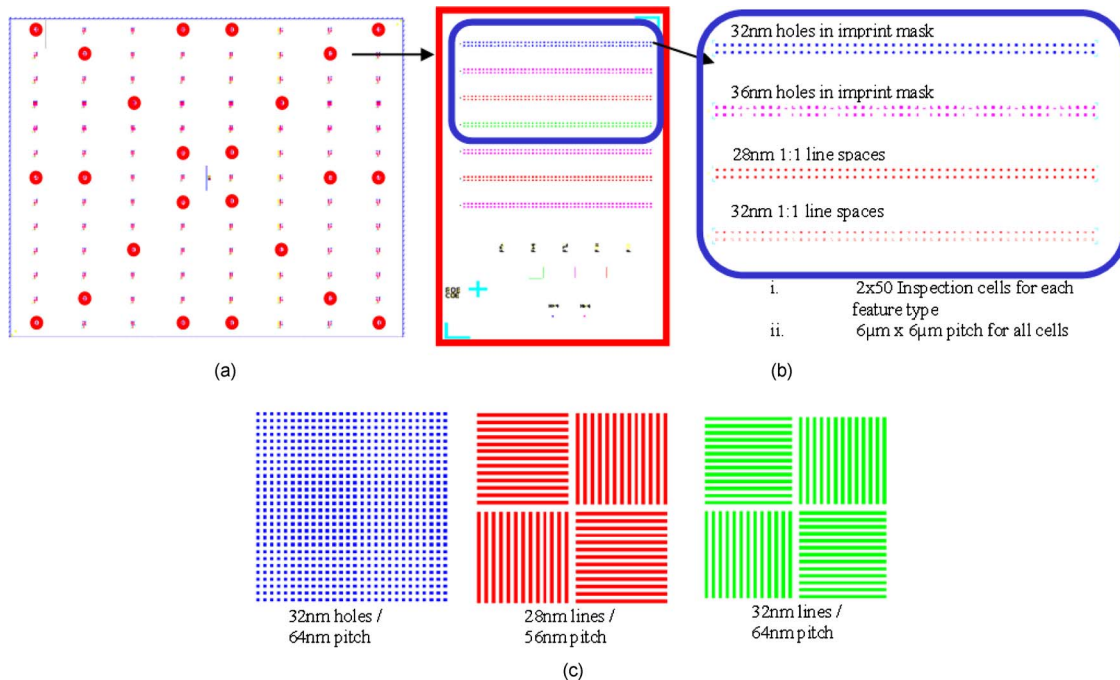 32nm holes in imprint mask
36nm holes in imprint mask
28nm 1:1 line spaces
32nm 1:1 line spaces
i. 2x50 Inspection cells for each
feature type
ii. 6μm x 6μm pitch for all cells
(a)
(b)
32nm holes /
64nm pitch
28nm lines /
56nm pitch
32nm lines /
64nm pitch
(c)